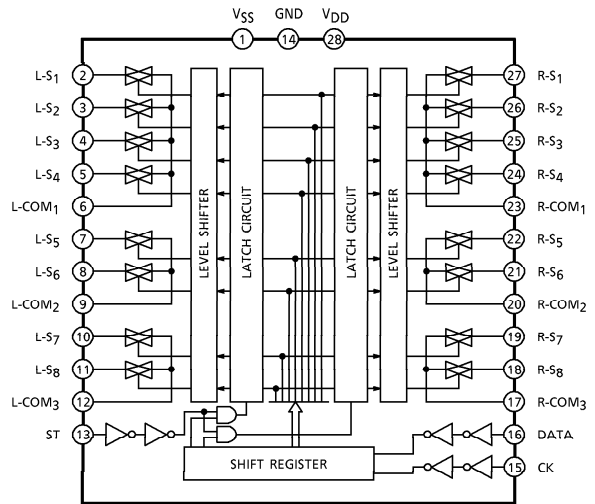 VSS GND VDD
1 14 28
L-S1 2 27 R-S1
L-S2 3 26 R-S2
L-S3 4 25 R-S3
L-S4 5 24 R-S4
L-COM1 6 23 R-COM1
L-S5 7 22 R-S5
L-S6 8 21 R-S6
L-COM2 9 20 R-COM2
L-S7 10 19 R-S7
L-S8 11 18 R-S8
L-COM3 12 17 R-COM3
ST 13 16 DATA
15 CK
LEVEL SHIFTER
LATCH CIRCUIT
LATCH CIRCUIT
LEVEL SHIFTER
SHIFT REGISTER